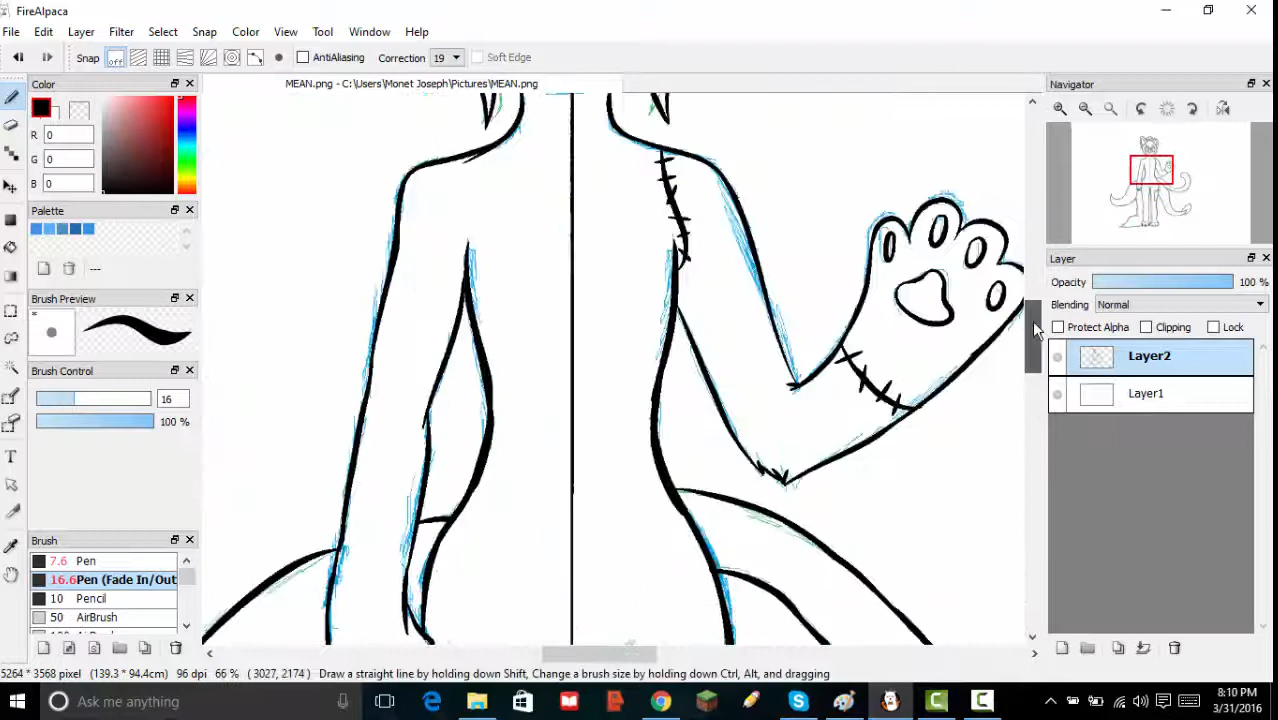 FireAlpaca
File Edit Layer Filter Select Snap Color View Tool Window Help
Snap off AntiAliasing Correction 19 Soft Edge
Color
MEAN.png - C:\Users\Monet Joseph\Pictures\MEAN.png
Navigator
R 0
G 0
B 0
Palette
---
Layer
Opacity 100 %
Brush Preview
Blending Normal
Protect Alpha Clipping Lock
Layer2
Brush Control
Layer1
16
100 %
T
Brush
7.6 Pen
16.6 Pen (Fade In/Out
10 Pencil
50 AirBrush
5264 * 3568 pixel (139.3 * 94.4cm) 96 dpi 66 % (3027, 2174) Draw a straight line by holding down Shift, Change a brush size by holding down Ctrl, Alt, and dragging
Ask me anything
8:10 PM
3/31/2016